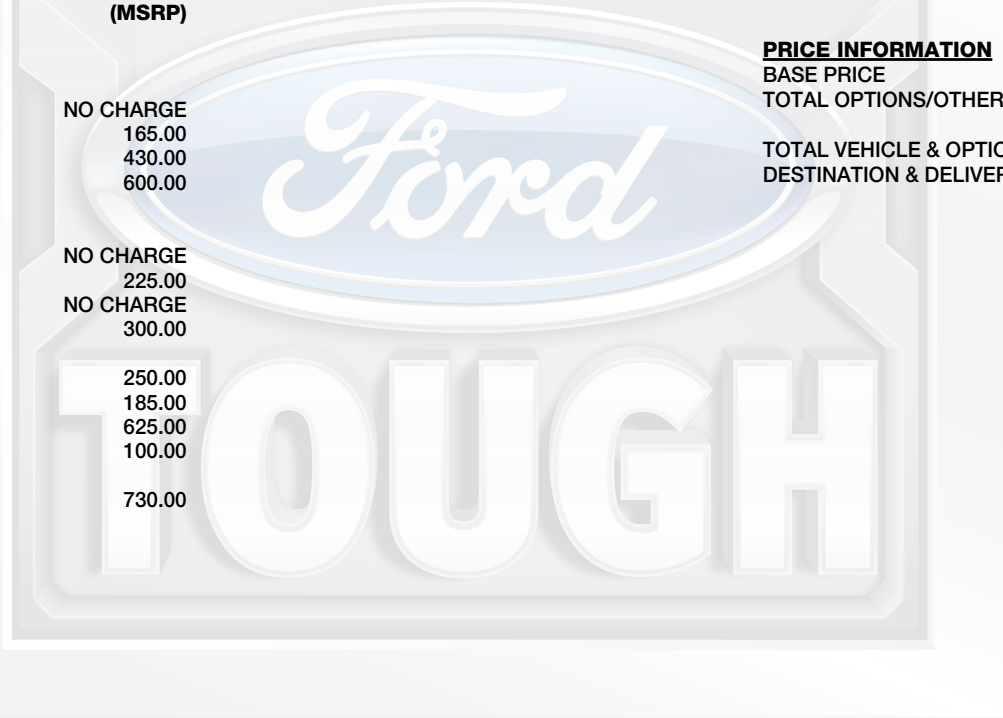 (MSRP)
NO CHARGE
165.00
430.00
600.00
NO CHARGE
225.00
NO CHARGE
300.00
250.00
185.00
625.00
100.00
730.00
PRICE INFORMATION
BASE PRICE
TOTAL OPTIONS/OTHER
TOTAL VEHICLE & OPTIO
DESTINATION & DELIVER
Ford
TOUGH